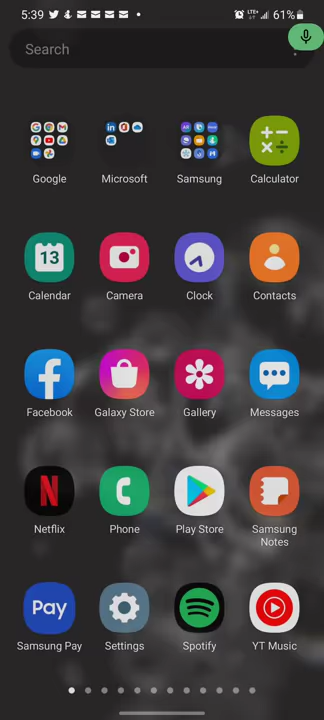 5:39 LTE+ 61%
Search
Google Microsoft Samsung Calculator
13
Calendar Camera Clock Contacts
Facebook Galaxy Store Gallery Messages
Netflix Phone Play Store Samsung Notes
Pay
Samsung Pay Settings Spotify YT Music